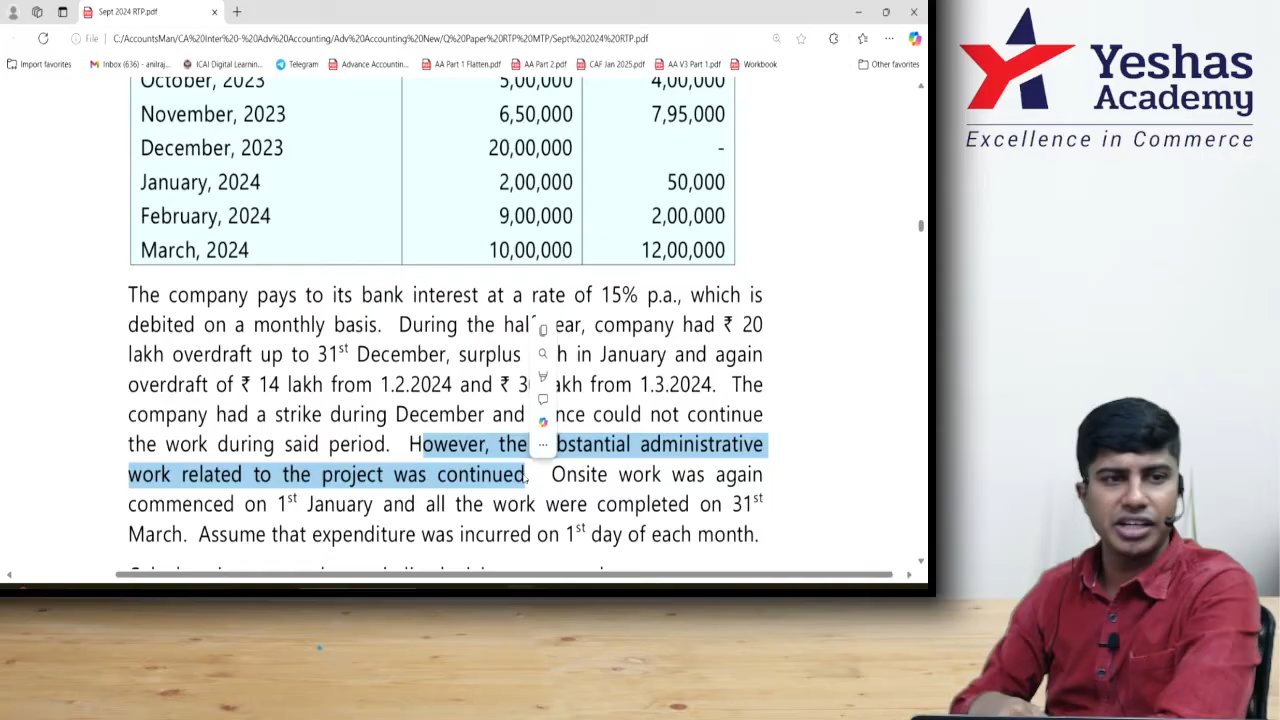 Sept 2024 RTP.pdf
File
C:/AccountsMan/CA%20Inter%20-%20Adv%20Accounting/Adv%20Accounting%20New/Q%20Paper%20RTP%20MTP/Sept%202024%20RTP.pdf
Import favorites
Inbox (636) - anilraj...
ICAI Digital Learnin...
Telegram
Advance Accountin...
AA Part 1 Flatten.pdf
AA Part 2.pdf
CAF Jan 2025.pdf
AA V3 Part 1.pdf
Workbook
Other favorites
October, 2023 5,00,000 4,00,000
November, 2023 6,50,000 7,95,000
December, 2023 20,00,000 -
January, 2024 2,00,000 50,000
February, 2024 9,00,000 2,00,000
March, 2024 10,00,000 12,00,000
The company pays to its bank interest at a rate of 15% p.a., which is
debited on a monthly basis. During the ear, company had ₹ 20
lakh overdraft up to 31st December, surplus in January and again
overdraft of ₹ 14 lakh from 1.2.2024 and ₹ from 1.3.2024. The
company had a strike during December and could not continue
the work during said period. However, the administrative
work related to the project was continued. Onsite work was again
commenced on 1st January and all the work were completed on 31st
March. Assume that expenditure was incurred on 1st day of each month.
Yeshas
Academy
Excellence in Commerce